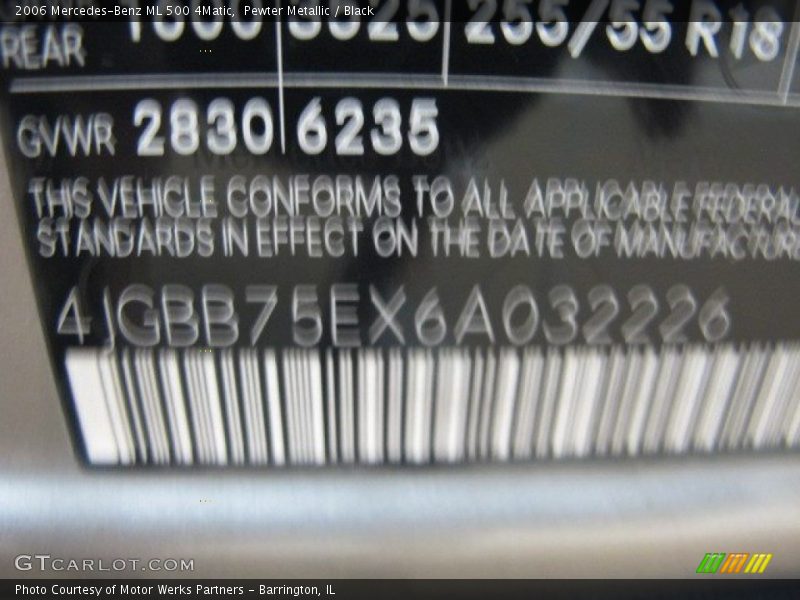 2006 Mercedes-Benz ML 500 4Matic, Pewter Metallic / Black
REAR 255/55 R18
GVWR 2830 6235
THIS VEHICLE CONFORMS TO ALL APPLICABLE FEDERAL
STANDARDS IN EFFECT ON THE DATE OF MANUFACTURE
4JGBB75EX6A032226
GTCARLOT.COM
Photo Courtesy of Motor Werks Partners - Barrington, IL